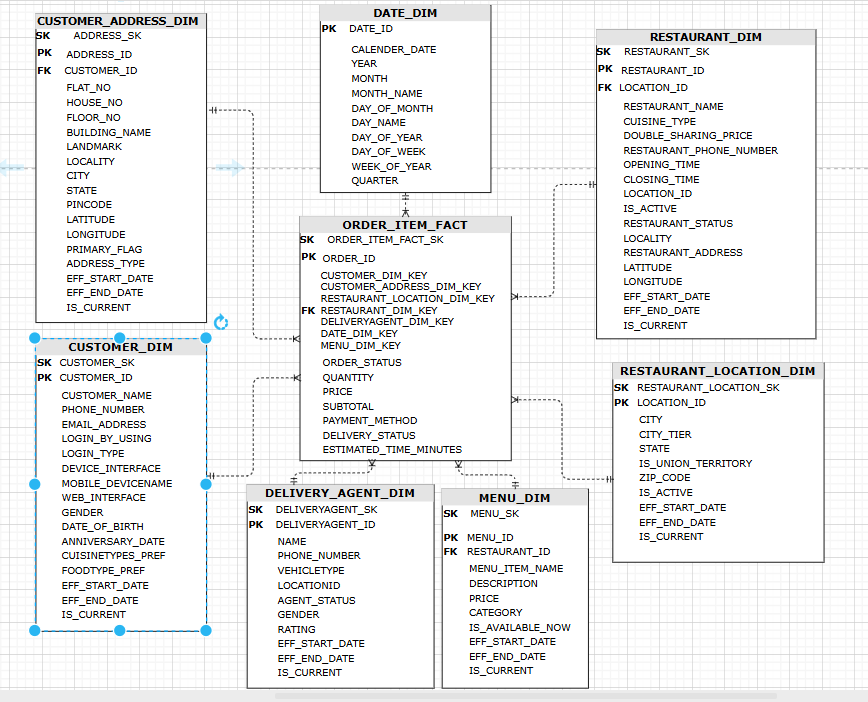 CUSTOMER_ADDRESS_DIM
SK ADDRESS_SK
PK ADDRESS_ID
FK CUSTOMER_ID
FLAT_NO
HOUSE_NO
FLOOR_NO
BUILDING_NAME
LANDMARK
LOCALITY
CITY
STATE
PINCODE
LATITUDE
LONGITUDE
PRIMARY_FLAG
ADDRESS_TYPE
EFF_START_DATE
EFF_END_DATE
IS_CURRENT
DATE_DIM
PK DATE_ID
CALENDER_DATE
YEAR
MONTH
MONTH_NAME
DAY_OF_MONTH
DAY_NAME
DAY_OF_YEAR
DAY_OF_WEEK
WEEK_OF_YEAR
QUARTER
RESTAURANT_DIM
SK RESTAURANT_SK
PK RESTAURANT_ID
FK LOCATION_ID
RESTAURANT_NAME
CUISINE_TYPE
DOUBLE_SHARING_PRICE
RESTAURANT_PHONE_NUMBER
OPENING_TIME
CLOSING_TIME
LOCATION_ID
IS_ACTIVE
RESTAURANT_STATUS
LOCALITY
RESTAURANT_ADDRESS
LATITUDE
LONGITUDE
EFF_START_DATE
EFF_END_DATE
IS_CURRENT
ORDER_ITEM_FACT
SK ORDER_ITEM_FACT_SK
PK ORDER_ID
CUSTOMER_DIM_KEY
CUSTOMER_ADDRESS_DIM_KEY
RESTAURANT_LOCATION_DIM_KEY
FK RESTAURANT_DIM_KEY
DELIVERYAGENT_DIM_KEY
DATE_DIM_KEY
MENU_DIM_KEY
ORDER_STATUS
QUANTITY
PRICE
SUBTOTAL
PAYMENT_METHOD
DELIVERY_STATUS
ESTIMATED_TIME_MINUTES
CUSTOMER_DIM
SK CUSTOMER_SK
PK CUSTOMER_ID
CUSTOMER_NAME
PHONE_NUMBER
EMAIL_ADDRESS
LOGIN_BY_USING
LOGIN_TYPE
DEVICE_INTERFACE
MOBILE_DEVICENAME
WEB_INTERFACE
GENDER
DATE_OF_BIRTH
ANNIVERSARY_DATE
CUISINETYPES_PREF
FOODTYPE_PREF
EFF_START_DATE
EFF_END_DATE
IS_CURRENT
RESTAURANT_LOCATION_DIM
SK RESTAURANT_LOCATION_SK
PK LOCATION_ID
CITY
CITY_TIER
STATE
IS_UNION_TERRITORY
ZIP_CODE
IS_ACTIVE
EFF_START_DATE
EFF_END_DATE
IS_CURRENT
DELIVERY_AGENT_DIM
SK DELIVERYAGENT_SK
PK DELIVERYAGENT_ID
NAME
PHONE_NUMBER
VEHICLETYPE
LOCATIONID
AGENT_STATUS
GENDER
RATING
EFF_START_DATE
EFF_END_DATE
IS_CURRENT
MENU_DIM
SK MENU_SK
PK MENU_ID
FK RESTAURANT_ID
MENU_ITEM_NAME
DESCRIPTION
PRICE
CATEGORY
IS_AVAILABLE_NOW
EFF_START_DATE
EFF_END_DATE
IS_CURRENT